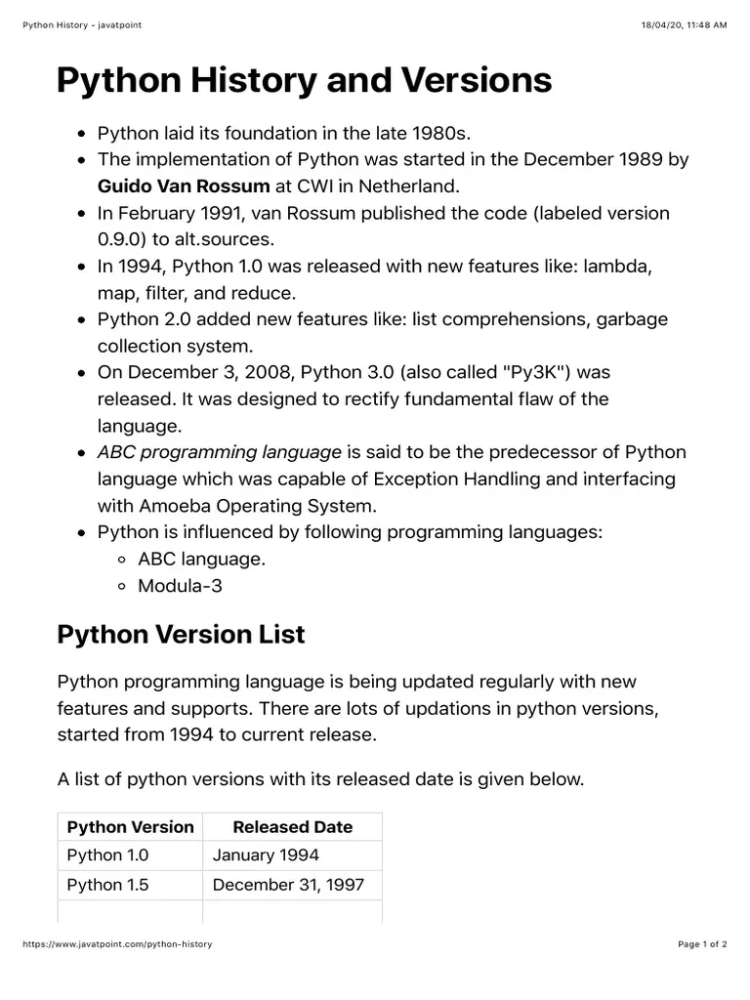 Python History - javatpoint 18/04/20, 11:48 AM
Python History and Versions
• Python laid its foundation in the late 1980s.
• The implementation of Python was started in the December 1989 by
Guido Van Rossum at CWI in Netherland.
• In February 1991, van Rossum published the code (labeled version
0.9.0) to alt.sources.
• In 1994, Python 1.0 was released with new features like: lambda,
map, filter, and reduce.
• Python 2.0 added new features like: list comprehensions, garbage
collection system.
• On December 3, 2008, Python 3.0 (also called "Py3K") was
released. It was designed to rectify fundamental flaw of the
language.
• ABC programming language is said to be the predecessor of Python
language which was capable of Exception Handling and interfacing
with Amoeba Operating System.
• Python is influenced by following programming languages:
◦ ABC language.
◦ Modula-3
Python Version List
Python programming language is being updated regularly with new
features and supports. There are lots of updations in python versions,
started from 1994 to current release.
A list of python versions with its released date is given below.
Python Version Released Date
Python 1.0 January 1994
Python 1.5 December 31, 1997
https://www.javatpoint.com/python-history Page 1 of 2